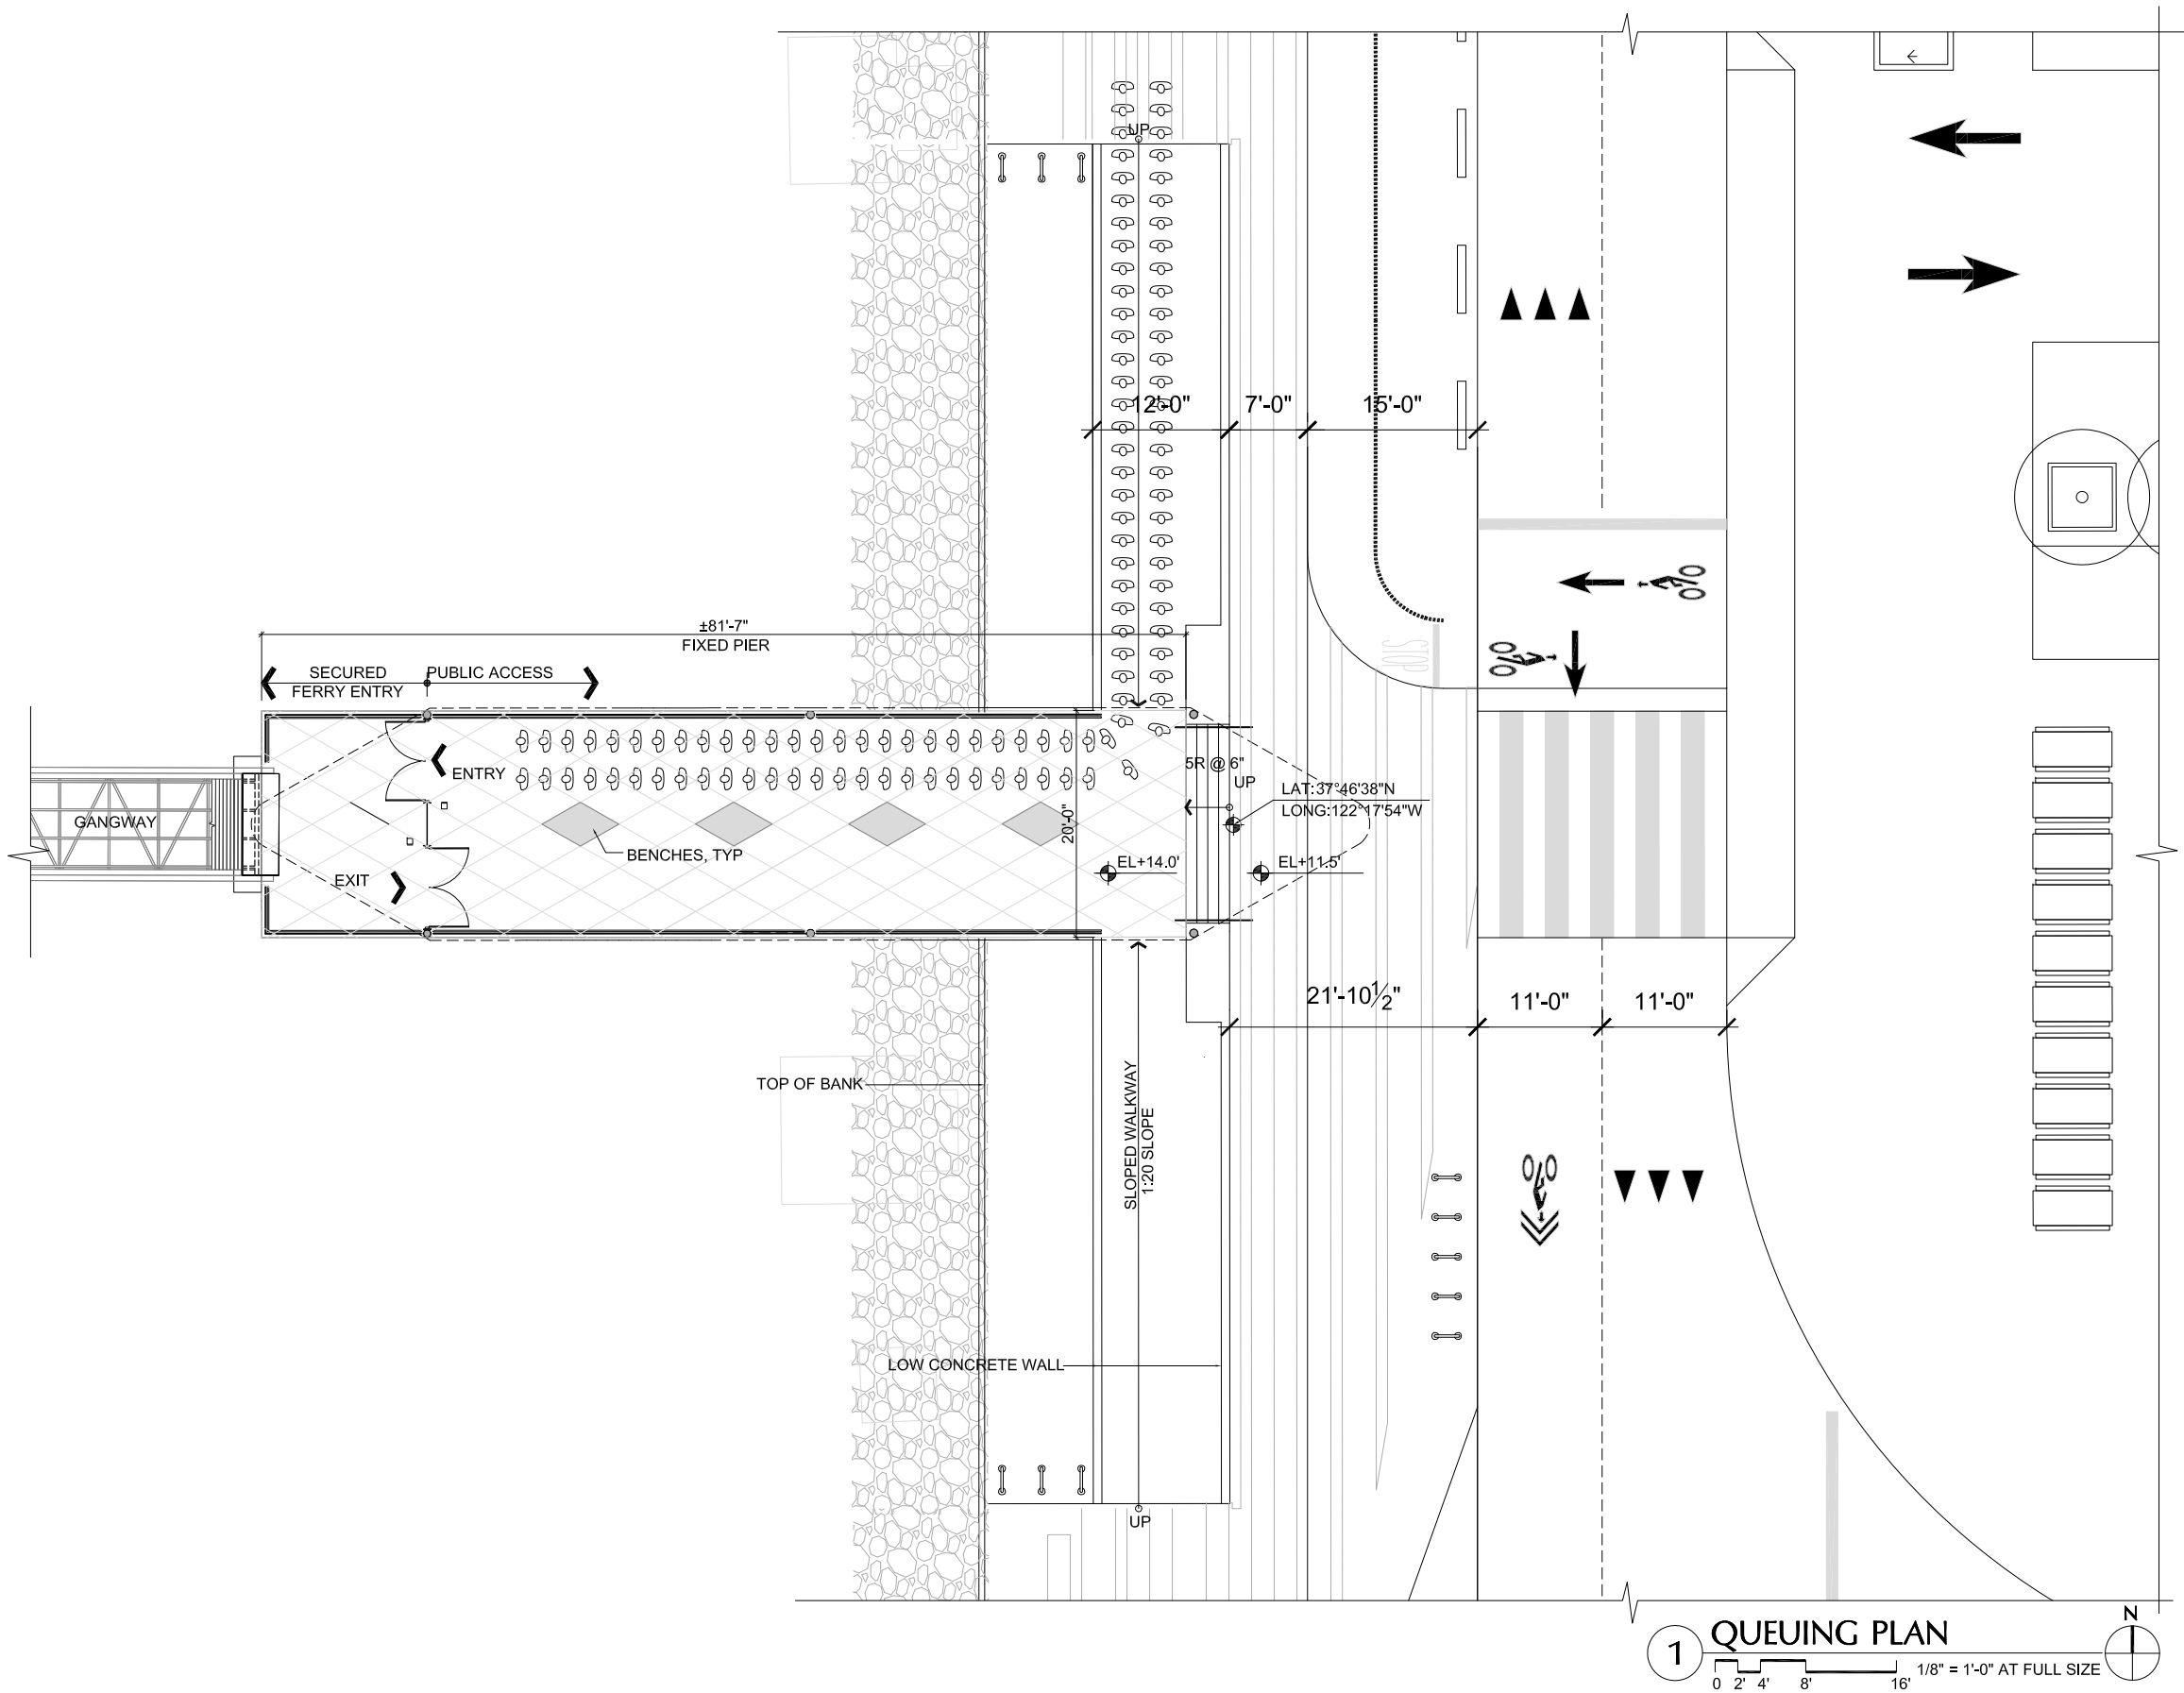 UP
12'-0"
7'-0"
15'-0"
±81'-7"
FIXED PIER
STOP
SECURED
FERRY ENTRY
PUBLIC ACCESS
ENTRY
5R @ 6"
UP
LAT:37°46'38"N
LONG:122°17'54"W
GANGWAY
20'-0"
BENCHES, TYP
EL+14.0'
EL+11.5'
EXIT
21'-10½"
11'-0"
11'-0"
TOP OF BANK
SLOPED WALKWAY
1:20 SLOPE
LOW CONCRETE WALL
UP
N
1
QUEUING PLAN
0 2' 4' 8' 16'
1/8" = 1'-0" AT FULL SIZE